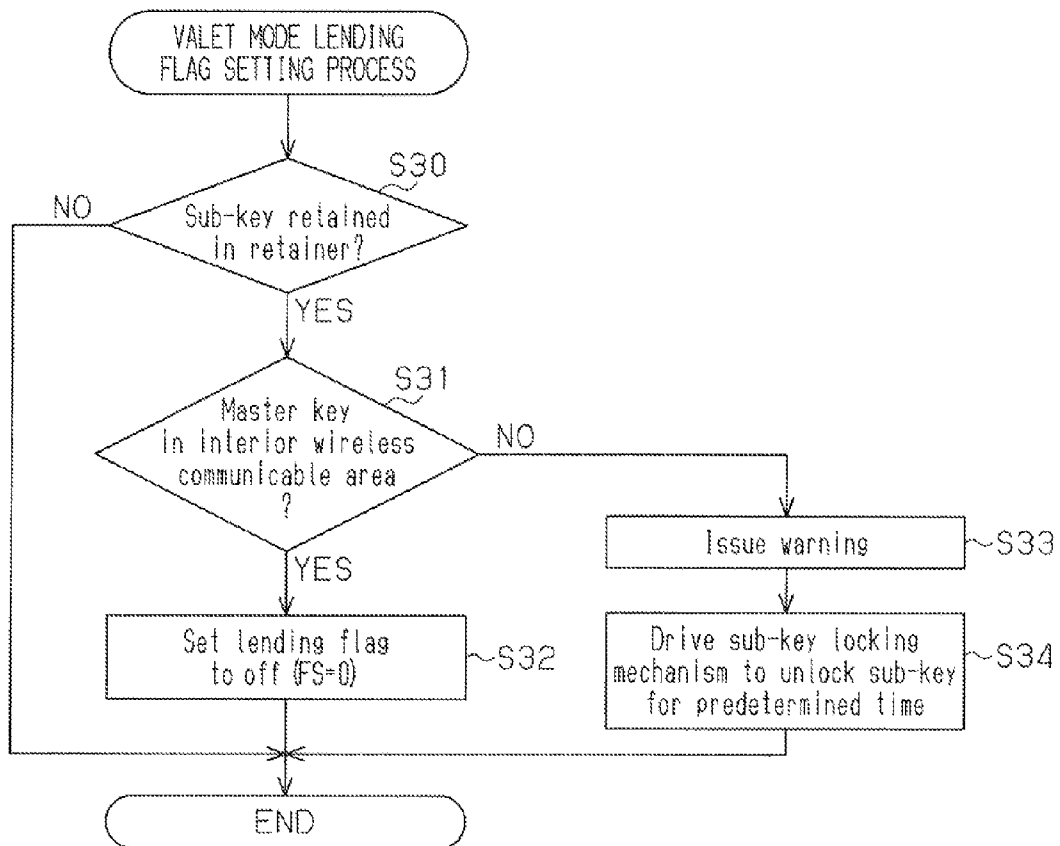 VALET MODE LENDING
FLAG SETTING PROCESS
S30
NO
Sub-key retained
in retainer?
YES
S31
Master key
in interior wireless
communicable area
?
NO
YES
Issue warning
S33
Set lending flag
to off (FS=0)
S32
Drive sub-key locking
mechanism to unlock sub-key
for predetermined time
S34
END